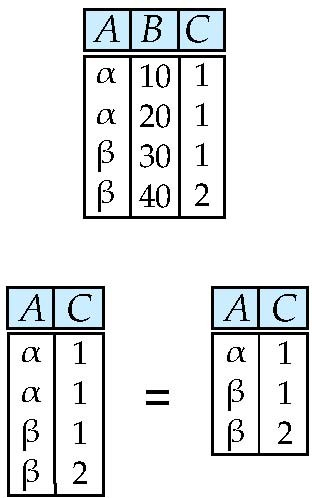 A B C
α 10 1
α 20 1
β 30 1
β 40 2
A C A C
α 1 α 1
α 1 = β 1
β 1 β 2
β 2